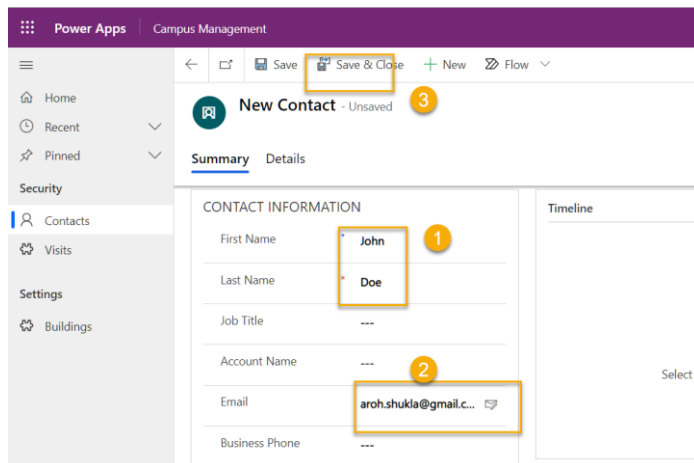 Power Apps Campus Management
Save Save & Close New Flow
Home
New Contact - Unsaved
3
Recent
Pinned
Summary Details
Security
CONTACT INFORMATION
Timeline
Contacts
First Name * John
1
Visits
Last Name * Doe
Settings
Job Title ---
Buildings
Account Name ---
2
Select
Email aroh.shukla@gmail.c...
Business Phone ---